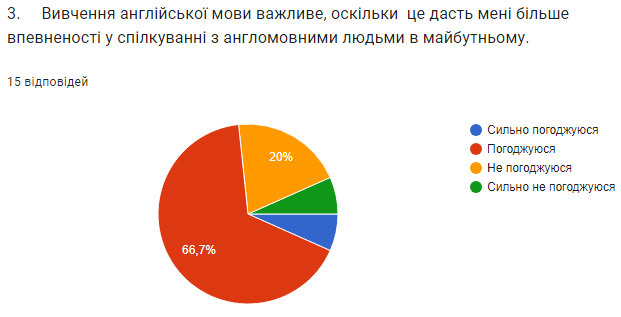 3. Вивчення англійської мови важливе, оскільки це дасть мені більше
впевненості у спілкуванні з англомовними людьми в майбутньому.
15 відповідей
20%
66,7%
Сильно погоджуюся
Погоджуюся
Не погоджуюся
Сильно не погоджуюся